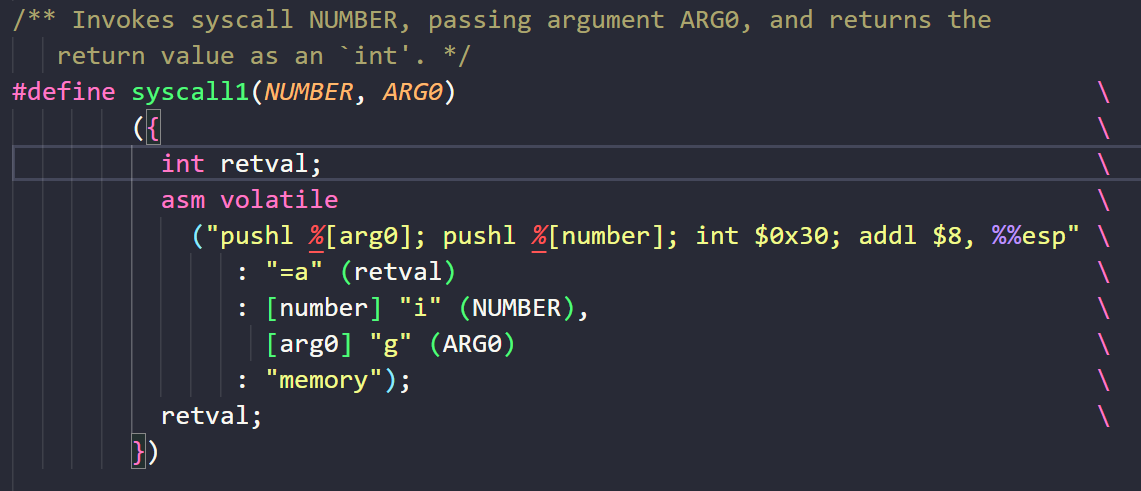 /** Invokes syscall NUMBER, passing argument ARG0, and returns the
   return value as an `int'. */
#define syscall1(NUMBER, ARG0)                                           \
        ({                                                               \
          int retval;                                                    \
          asm volatile                                                   \
            ("pushl %[arg0]; pushl %[number]; int $0x30; addl $8, %%esp" \
               : "=a" (retval)                                           \
               : [number] "i" (NUMBER),                                  \
                 [arg0] "g" (ARG0)                                       \
               : "memory");                                              \
          retval;                                                        \
        })